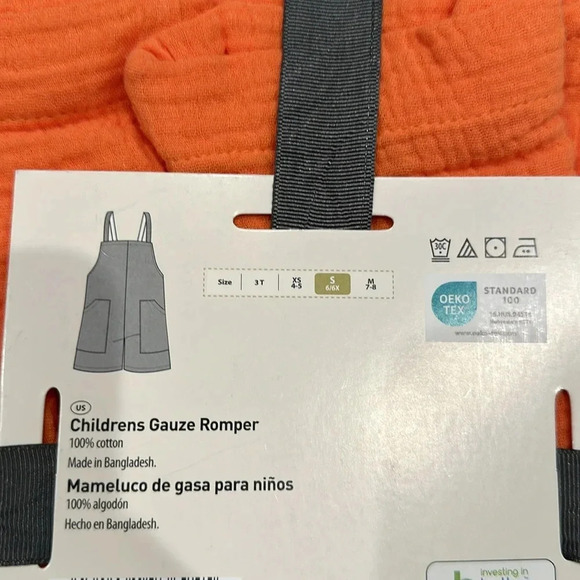 30C
Size 3T XS 4-5 S 6/6X M 7-8
OEKO
TEX
STANDARD
100
US
Childrens Gauze Romper
100% cotton
Made in Bangladesh.
Mameluco de gasa para niños
100% algodón
Hecho en Bangladesh.
investing in